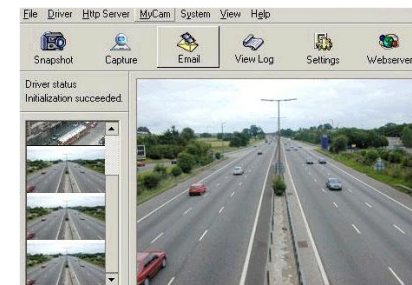 File Driver Http Server MyCam System View Help
Snapshot Capture Email View Log Settings Webserver
Driver status
Initialization succeeded.